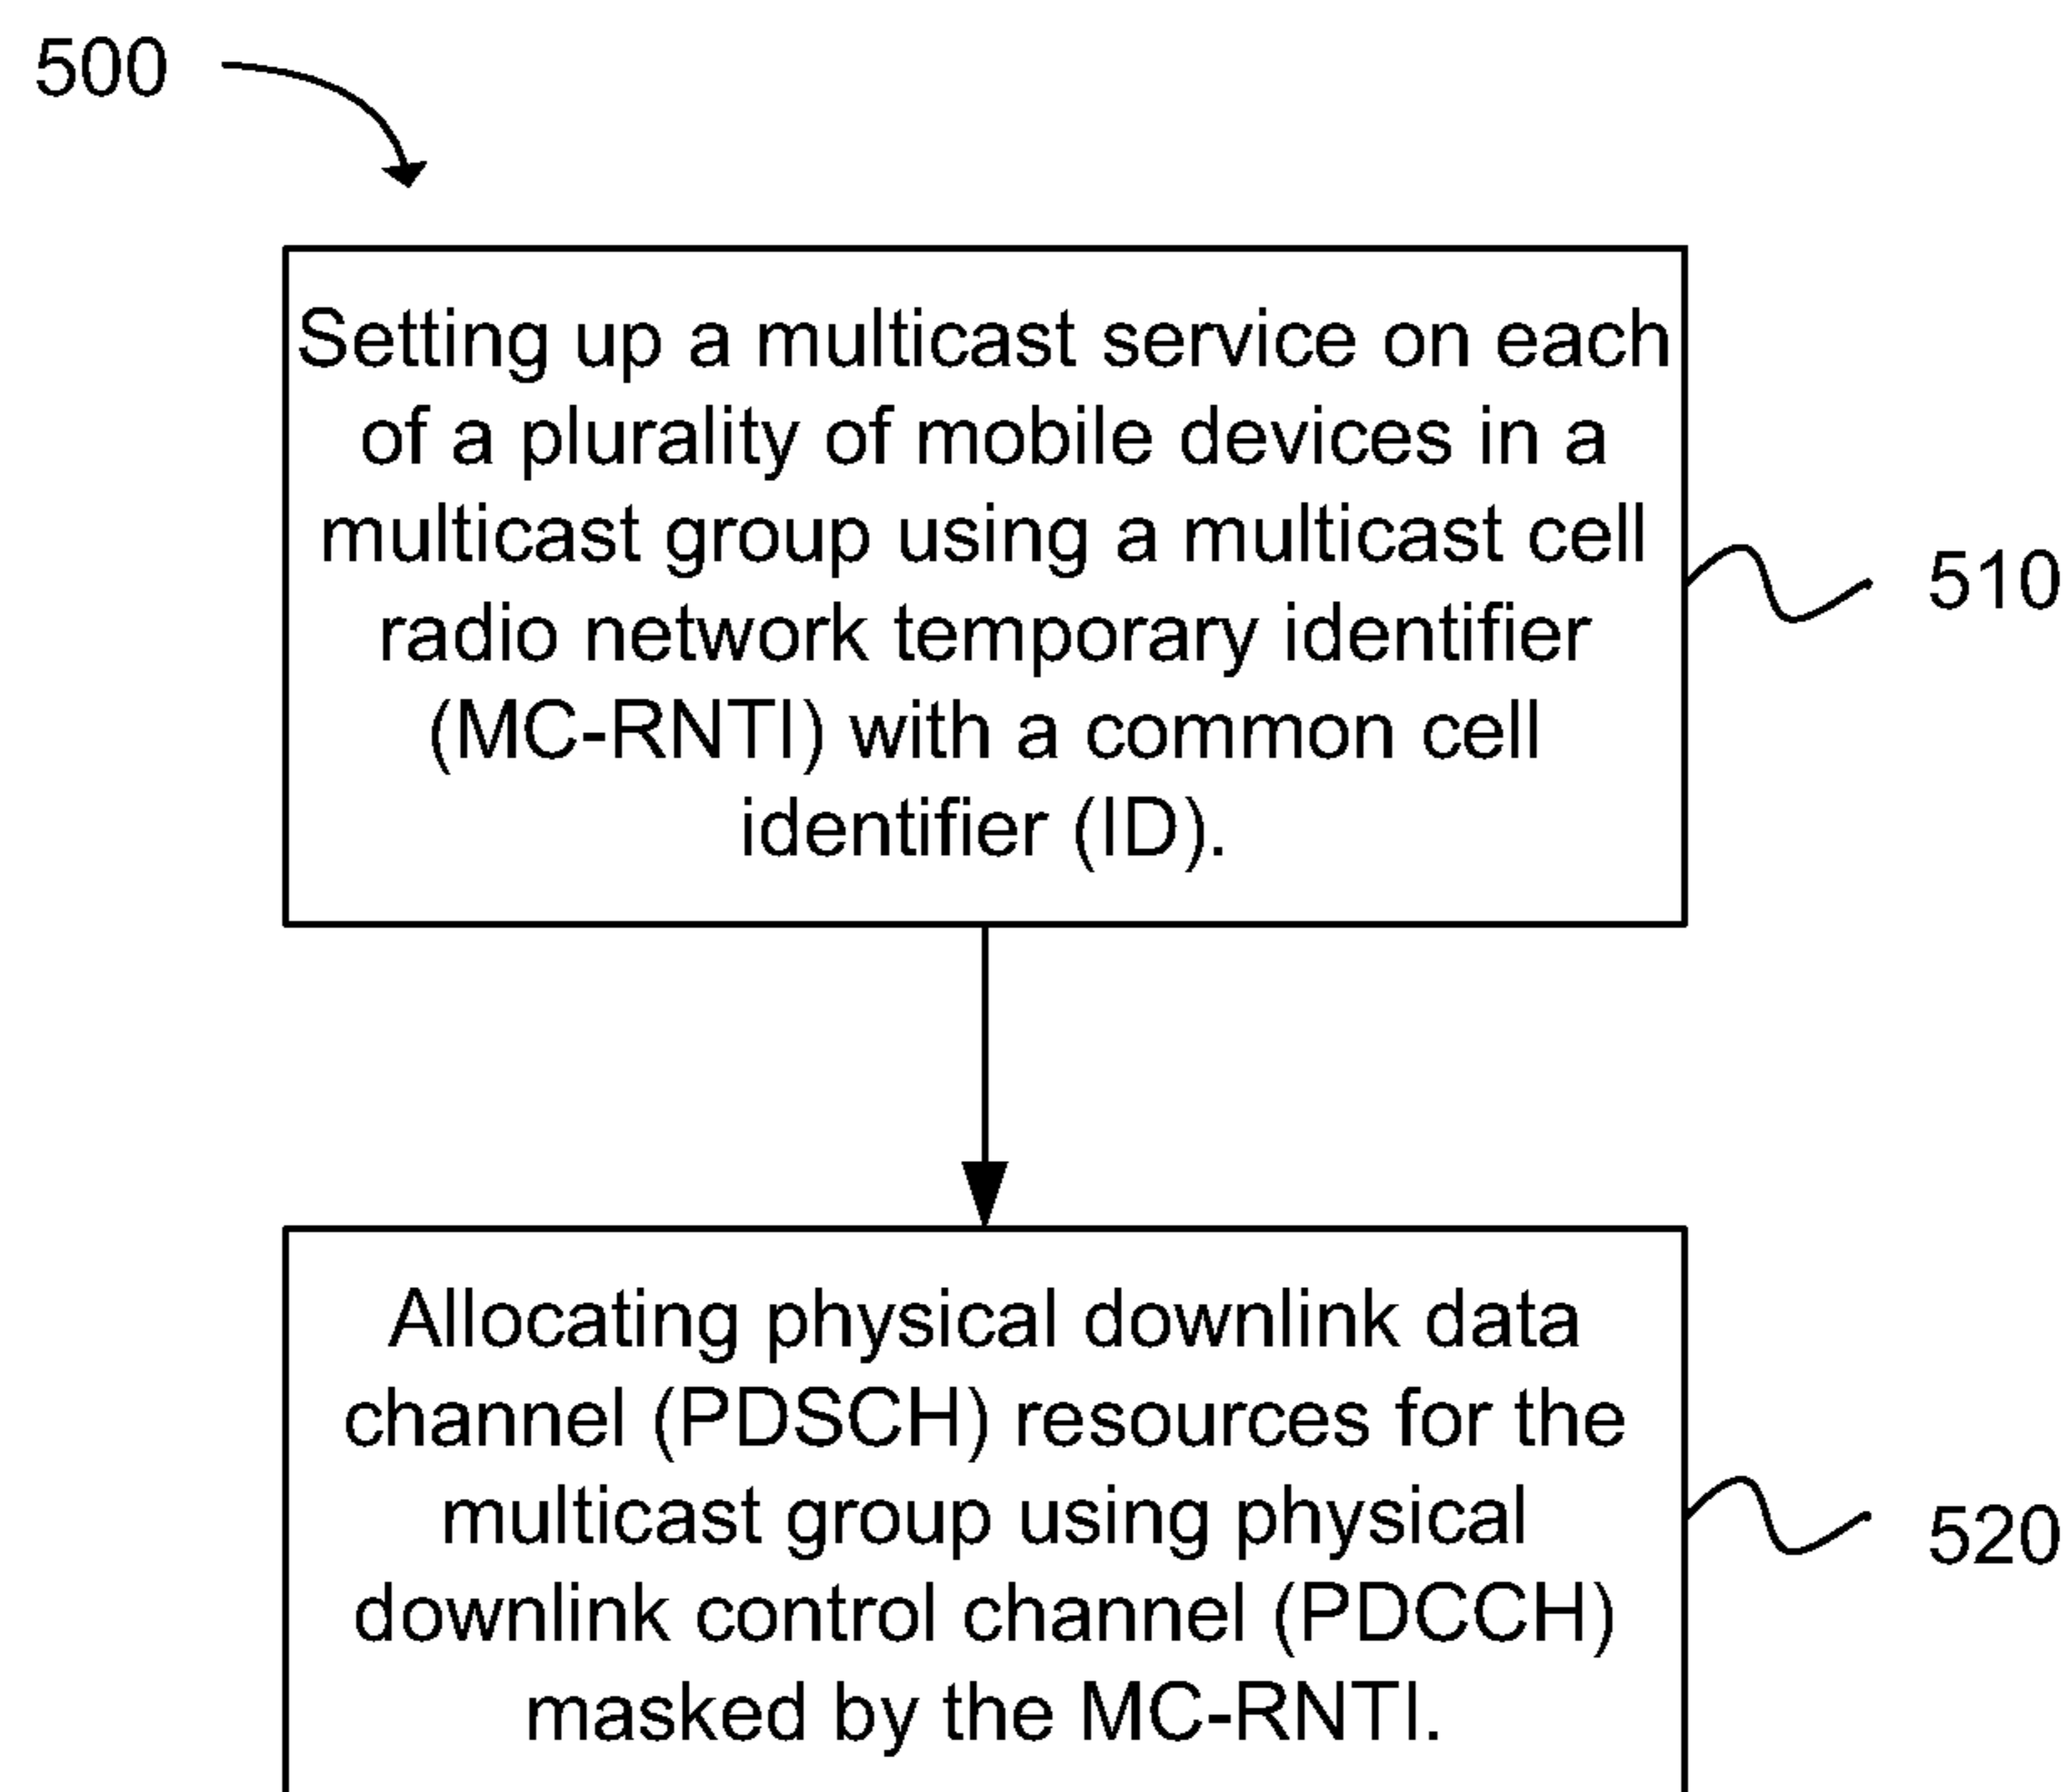 500
Setting up a multicast service on each
of a plurality of mobile devices in a
multicast group using a multicast cell
radio network temporary identifier
(MC-RNTI) with a common cell
identifier (ID).
510
Allocating physical downlink data
channel (PDSCH) resources for the
multicast group using physical
downlink control channel (PDCCH)
masked by the MC-RNTI.
520